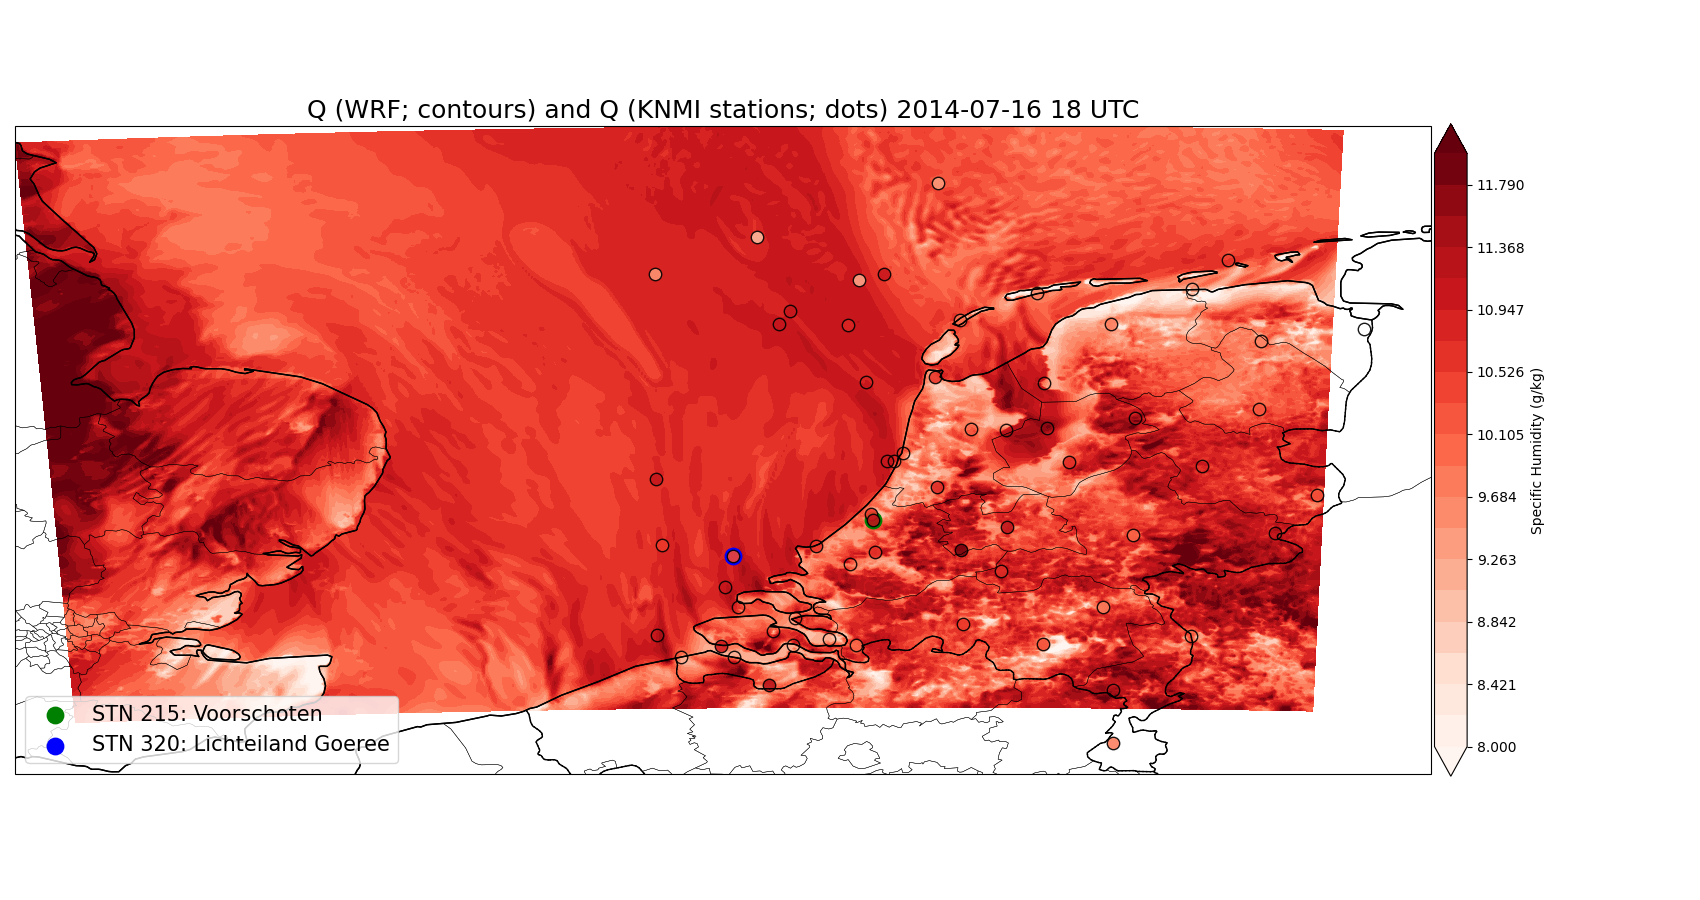 Q (WRF; contours) and Q (KNMI stations; dots) 2014-07-16 18 UTC
11.790
11.368
10.947
10.526
10.105
9.684
9.263
8.842
8.421
8.000
Specific Humidity (g/kg)
STN 215: Voorschoten
STN 320: Lichteiland Goeree